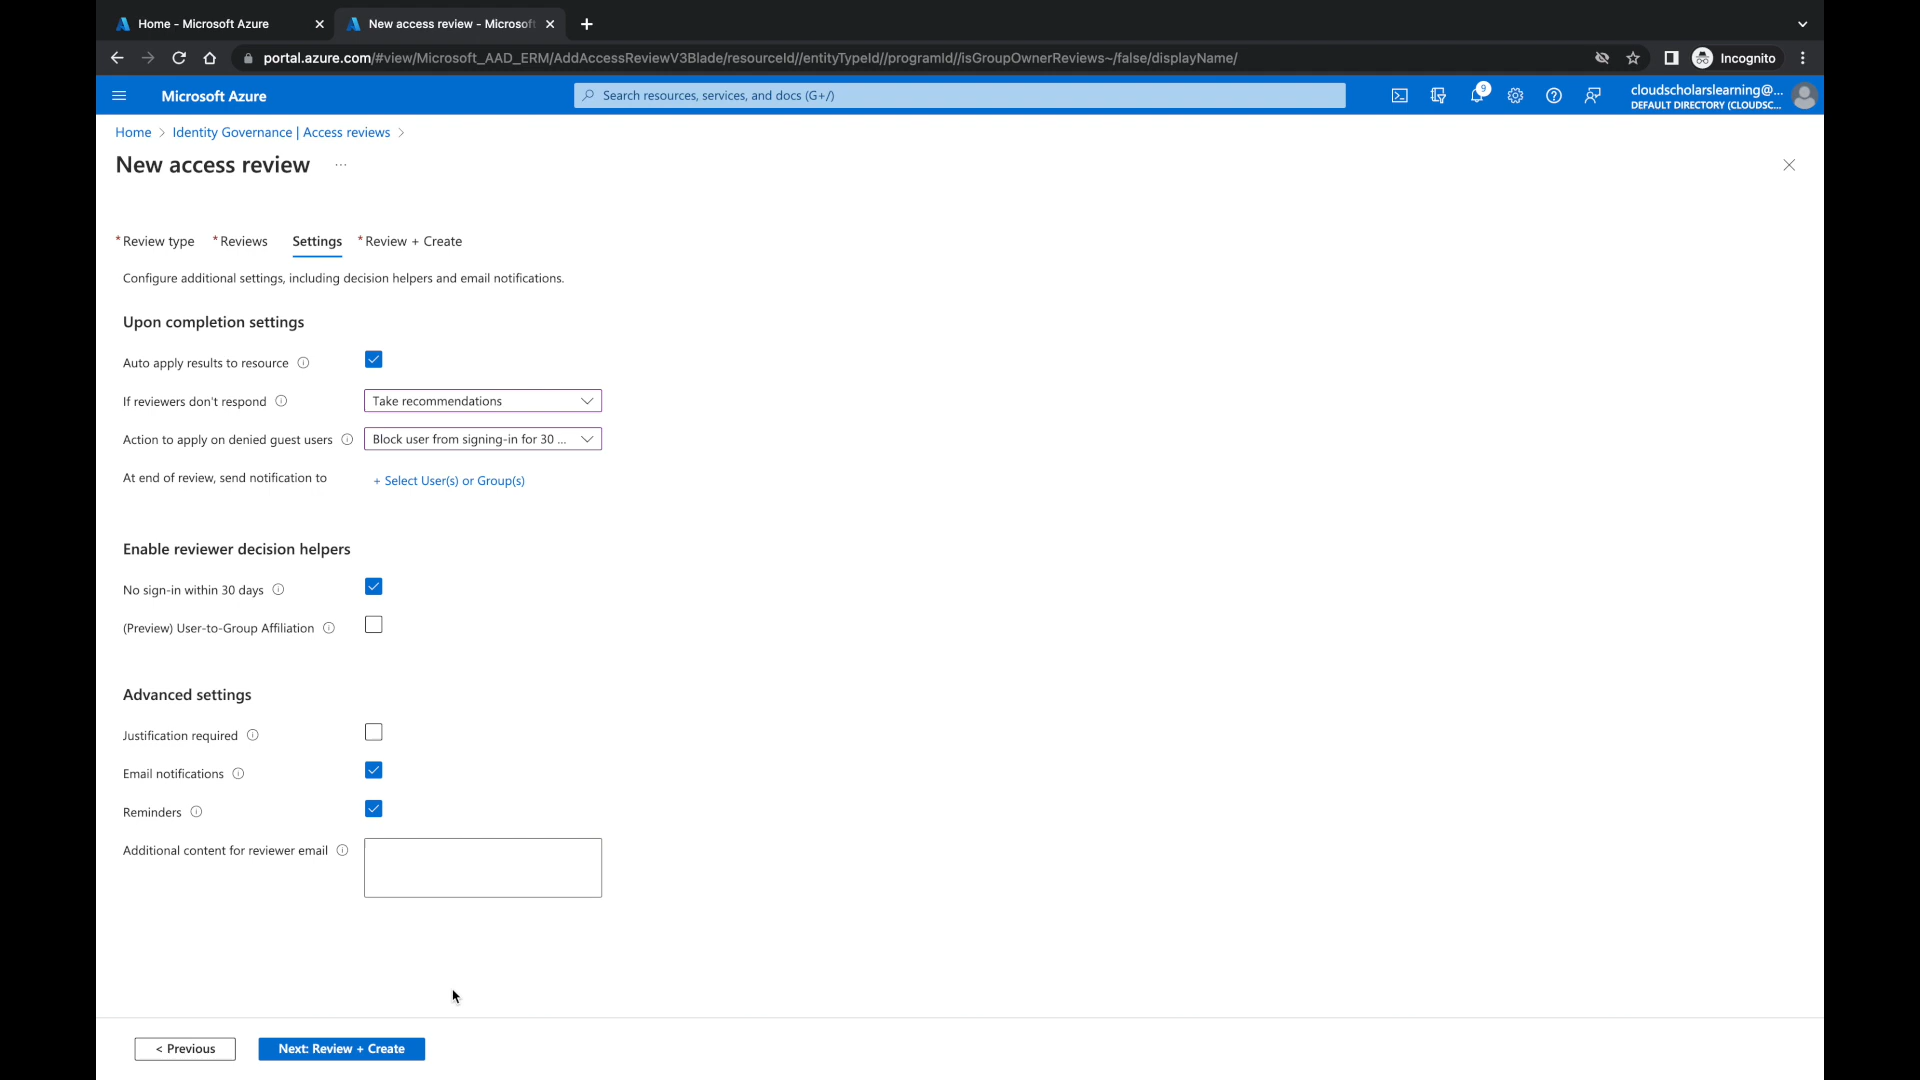 Home - Microsoft Azure
New access review - Microsoft
portal.azure.com/#view/Microsoft_AAD_ERM/AddAccessReviewV3Blade/resourceId//entityTypeId//programId//isGroupOwnerReviews~/false/displayName/
Incognito
Microsoft Azure
Search resources, services, and docs (G+/)
9
cloudscholarslearning@...
DEFAULT DIRECTORY (CLOUDSC...
Home > Identity Governance | Access reviews >
New access review ...
* Review type * Reviews Settings * Review + Create
Configure additional settings, including decision helpers and email notifications.
Upon completion settings
Auto apply results to resource
If reviewers don't respond
Take recommendations
Action to apply on denied guest users
Block user from signing-in for 30 ...
At end of review, send notification to
+ Select User(s) or Group(s)
Enable reviewer decision helpers
No sign-in within 30 days
(Preview) User-to-Group Affiliation
Advanced settings
Justification required
Email notifications
Reminders
Additional content for reviewer email
< Previous
Next: Review + Create